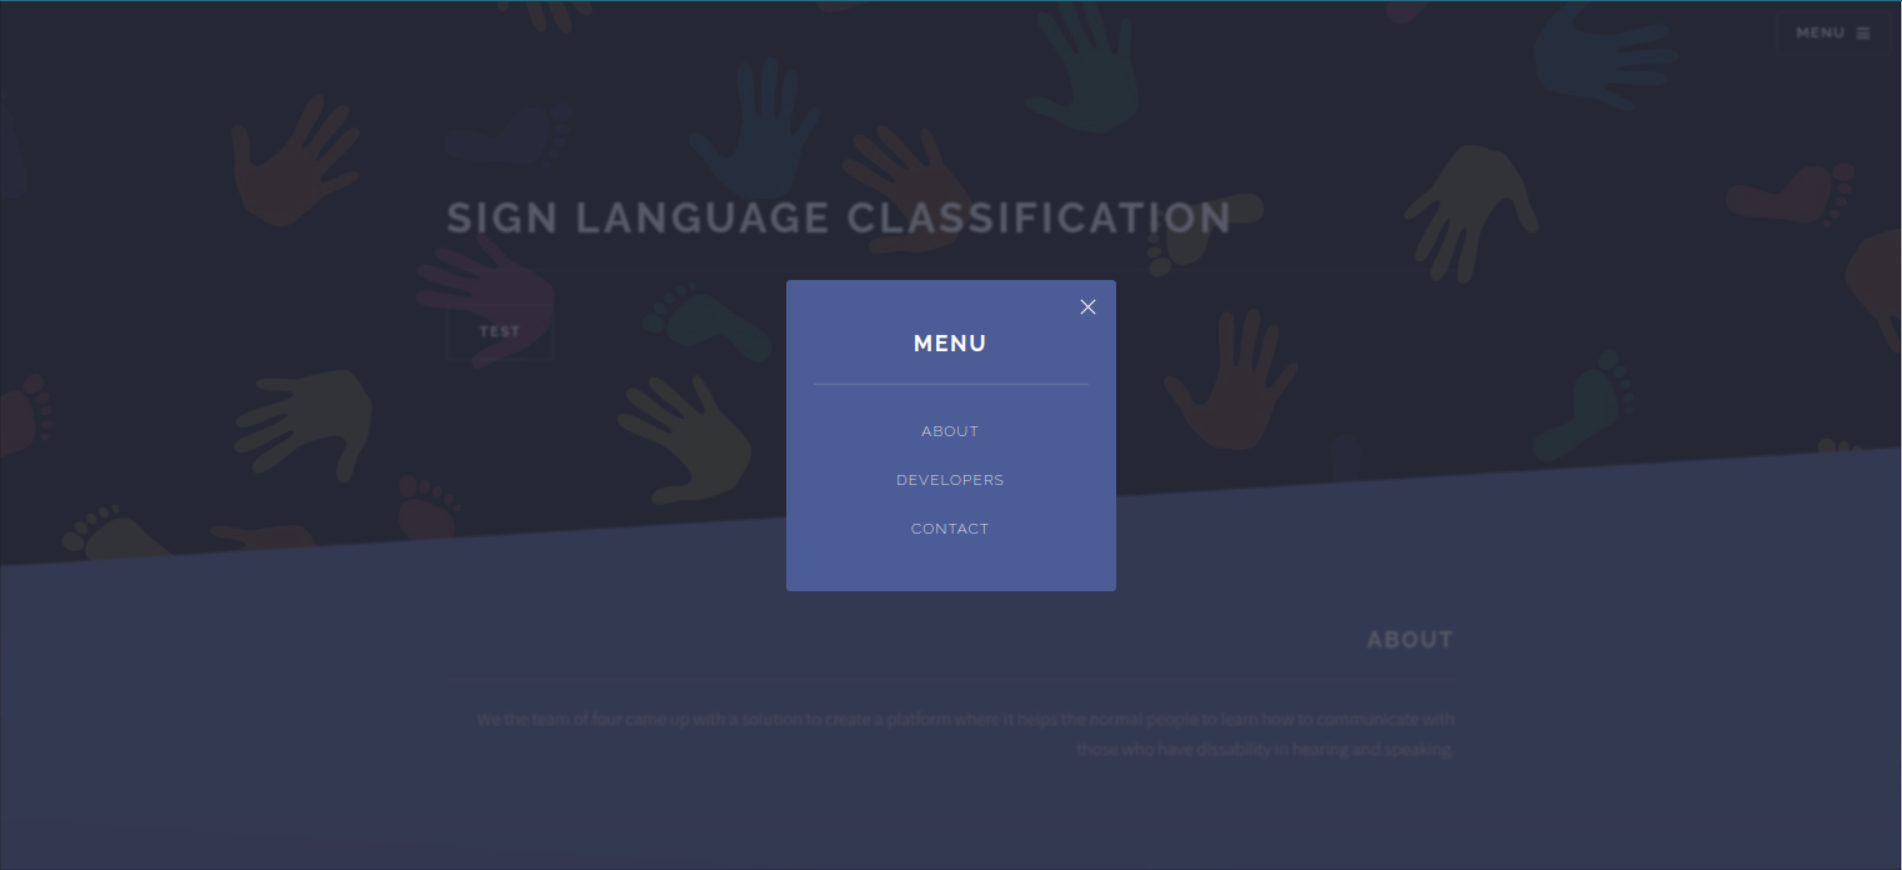 MENU
SIGN LANGUAGE CLASSIFICATION
TEST
MENU
ABOUT
DEVELOPERS
CONTACT
ABOUT
We the team of four came up with a solution to create a platform where it helps the normal people to learn how to communicate with
those who have dissability in hearing and speaking.